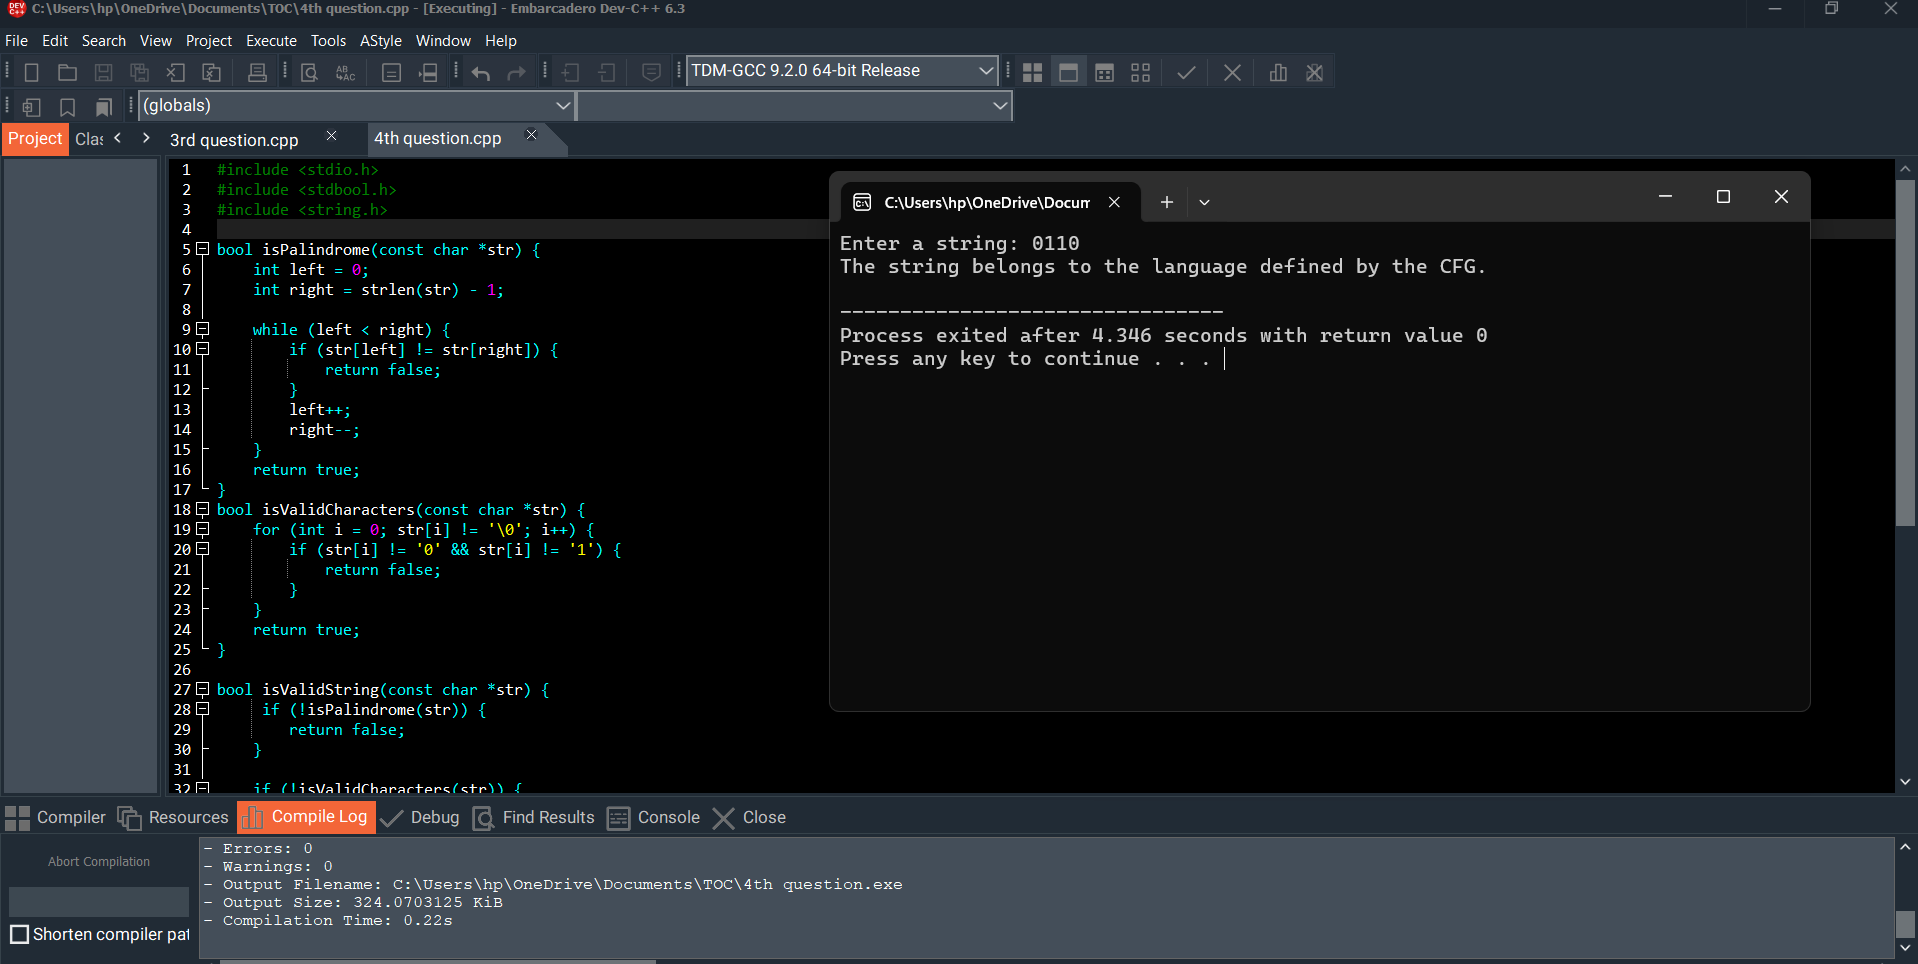 C:\Users\hp\OneDrive\Documents\TOC\4th question.cpp - [Executing] - Embarcadero Dev-C++ 6.3
File Edit Search View Project Execute Tools AStyle Window Help
TDM-GCC 9.2.0 64-bit Release
(globals)
Project Clas 3rd question.cpp 4th question.cpp
1 #include <stdio.h>
2 #include <stdbool.h>
3 #include <string.h>
4
5 bool isPalindrome(const char *str) {
6 int left = 0;
7 int right = strlen(str) - 1;
8
9 while (left < right) {
10 if (str[left] != str[right]) {
11 return false;
12 }
13 left++;
14 right--;
15 }
16 return true;
17 }
18 bool isValidCharacters(const char *str) {
19 for (int i = 0; str[i] != '\0'; i++) {
20 if (str[i] != '0' && str[i] != '1') {
21 return false;
22 }
23 }
24 return true;
25 }
26
27 bool isValidString(const char *str) {
28 if (!isPalindrome(str)) {
29 return false;
30 }
31
32 if (!isValidCharacters(str)) {
C:\Users\hp\OneDrive\Docum
Enter a string: 0110
The string belongs to the language defined by the CFG.
--------------------------------
Process exited after 4.346 seconds with return value 0
Press any key to continue . . .
Compiler Resources Compile Log Debug Find Results Console Close
Abort Compilation
Shorten compiler pat
- Errors: 0
- Warnings: 0
- Output Filename: C:\Users\hp\OneDrive\Documents\TOC\4th question.exe
- Output Size: 324.0703125 KiB
- Compilation Time: 0.22s